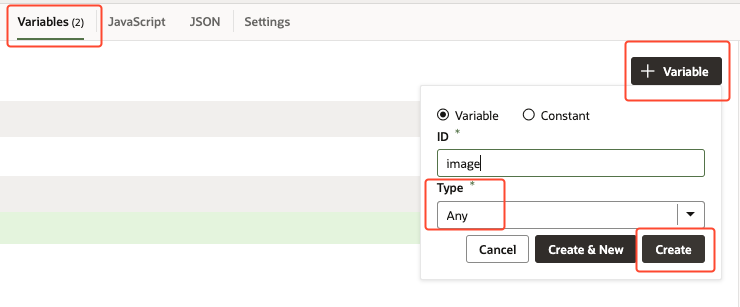 Variables (2) JavaScript JSON Settings
+ Variable
Variable Constant
ID *
image
Type *
Any
Cancel Create & New Create